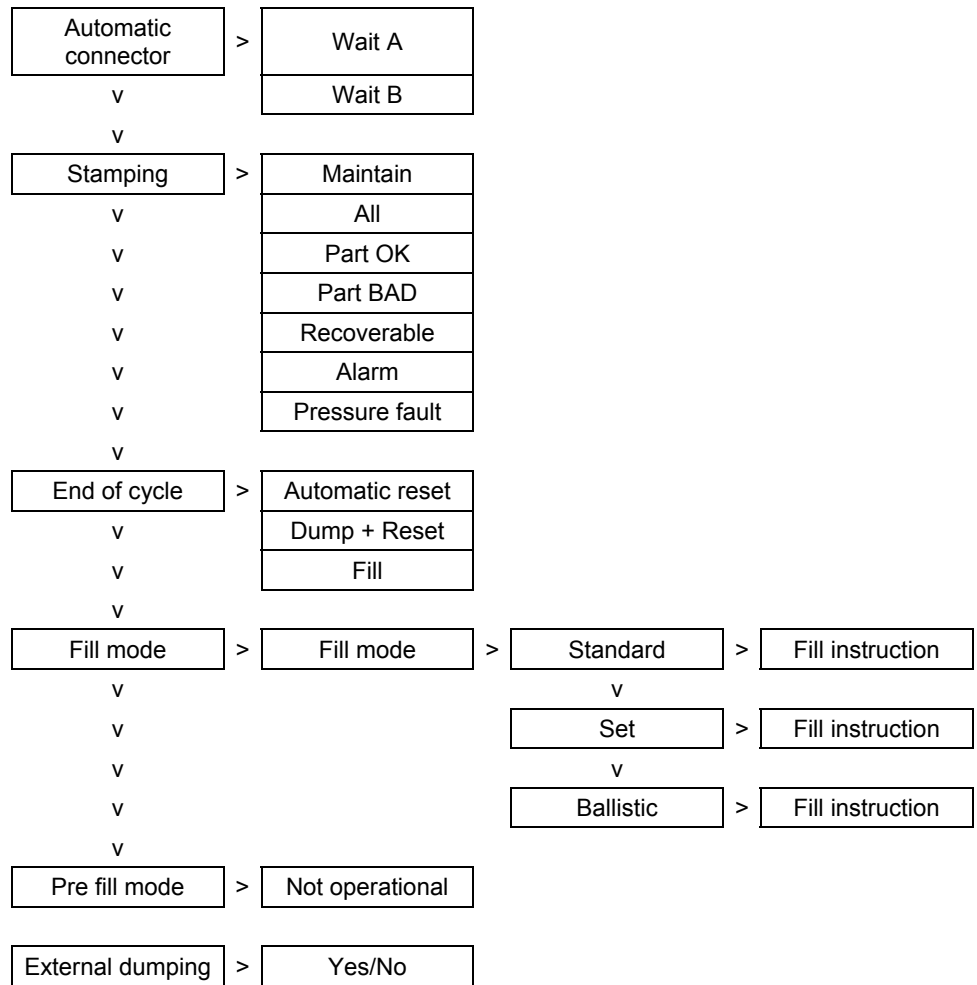 Automatic
connector > Wait A
v Wait B
v
Stamping > Maintain
v All
v Part OK
v Part BAD
v Recoverable
v Alarm
v Pressure fault
v
End of cycle > Automatic reset
v Dump + Reset
v Fill
v
Fill mode > Fill mode > Standard > Fill instruction
v v
v Set > Fill instruction
v v
v Ballistic > Fill instruction
v
Pre fill mode > Not operational
External dumping > Yes/No